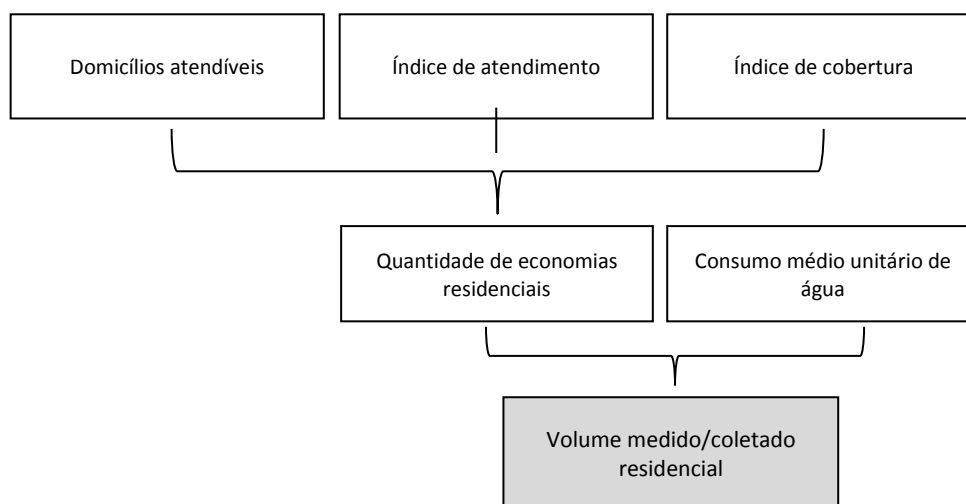 Domicílios atendíveis
Índice de atendimento
Índice de cobertura
Quantidade de economias
residenciais
Consumo médio unitário de
água
Volume medido/coletado
residencial